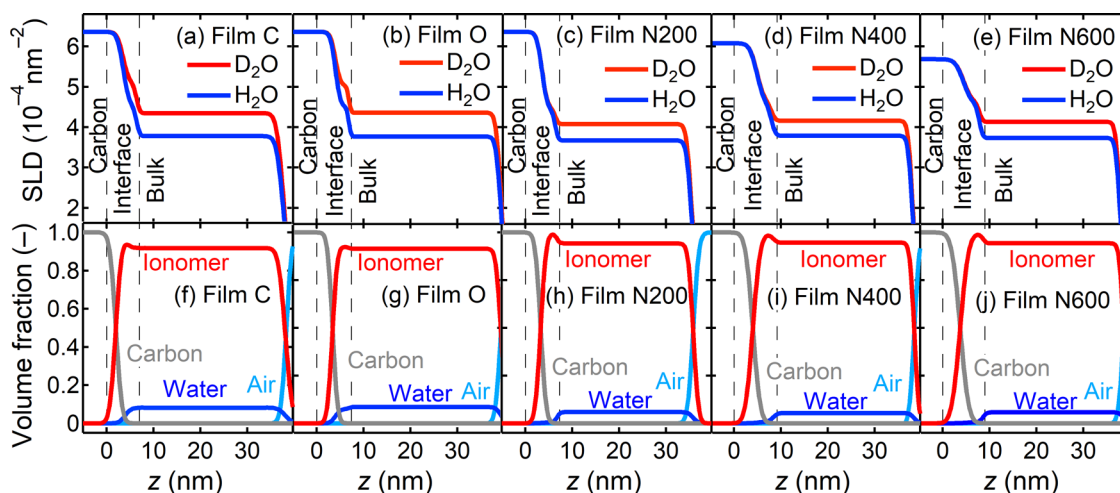 SLD (10⁻⁴ nm⁻²)
6
5
4
3
2
(a) Film C
D₂O
H₂O
Carbon
Interface
Bulk
(b) Film O
D₂O
H₂O
Carbon
Interface
Bulk
(c) Film N200
D₂O
H₂O
Carbon
Interface
Bulk
(d) Film N400
D₂O
H₂O
Carbon
Interface
Bulk
(e) Film N600
D₂O
H₂O
Carbon
Interface
Bulk
Volume fraction (–)
1.0
0.8
0.6
0.4
0.2
0
Ionomer
(f) Film C
Carbon
Water
Air
Ionomer
(g) Film O
Carbon
Water
Air
Ionomer
(h) Film N200
Carbon
Water
Air
Ionomer
(i) Film N400
Carbon
Water
Air
Ionomer
(j) Film N600
Carbon
Water
Air
0 10 20 30
0 10 20 30
0 10 20 30
0 10 20 30
0 10 20 30
z (nm)
z (nm)
z (nm)
z (nm)
z (nm)